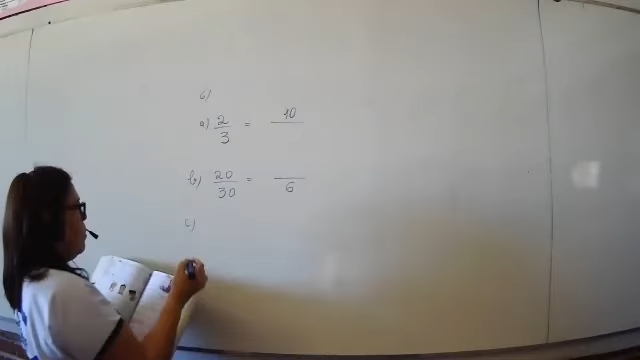 6)
a) 2/3 = 10/
b) 20/30 = /6
c)